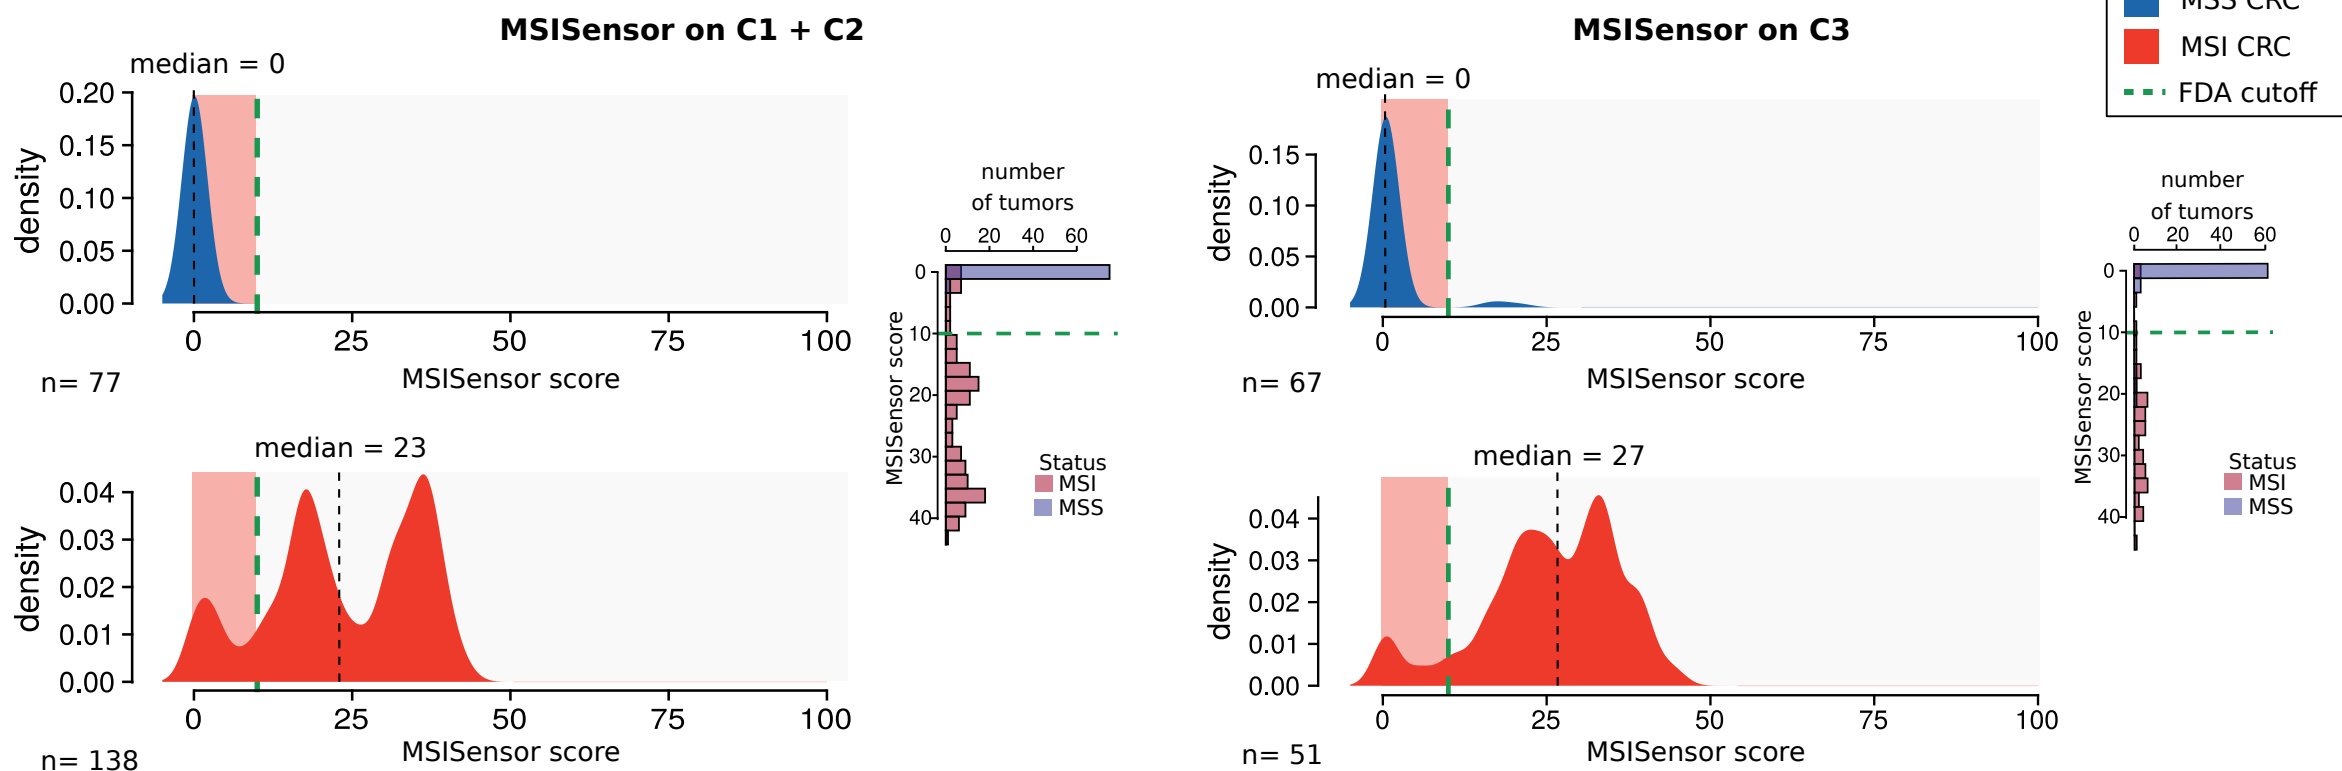 MSISensor on C1 + C2
median = 0
0.20
0.15
0.10
0.05
0.00
density
0 25 50 75 100
MSISensor score
n= 77
median = 23
0.04
0.03
0.02
0.01
0.00
density
0 25 50 75 100
MSISensor score
n= 138
number
of tumors
0 20 40 60
0
10
20
30
40
MSISensor score
Status
MSI
MSS
MSISensor on C3
median = 0
0.15
0.10
0.05
0.00
density
0 25 50 75 100
MSISensor score
n= 67
median = 27
0.04
0.03
0.02
0.01
0.00
density
0 25 50 75 100
MSISensor score
n= 51
MSS CRC
MSI CRC
FDA cutoff
number
of tumors
0 20 40 60
0
10
20
30
40
MSISensor score
Status
MSI
MSS